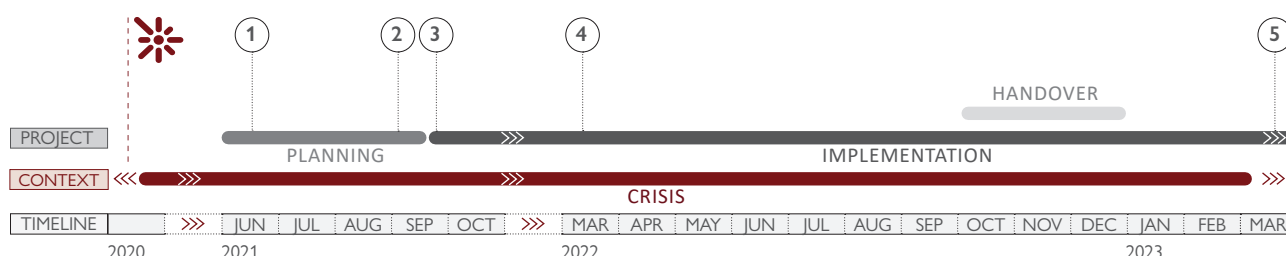 1 2 3 4 5
HANDOVER
PROJECT
PLANNING IMPLEMENTATION
CONTEXT
CRISIS
TIMELINE JUN JUL AUG SEP OCT MAR APR MAY JUN JUL AUG SEP OCT NOV DEC JAN FEB MAR
2020 2021 2022 2023